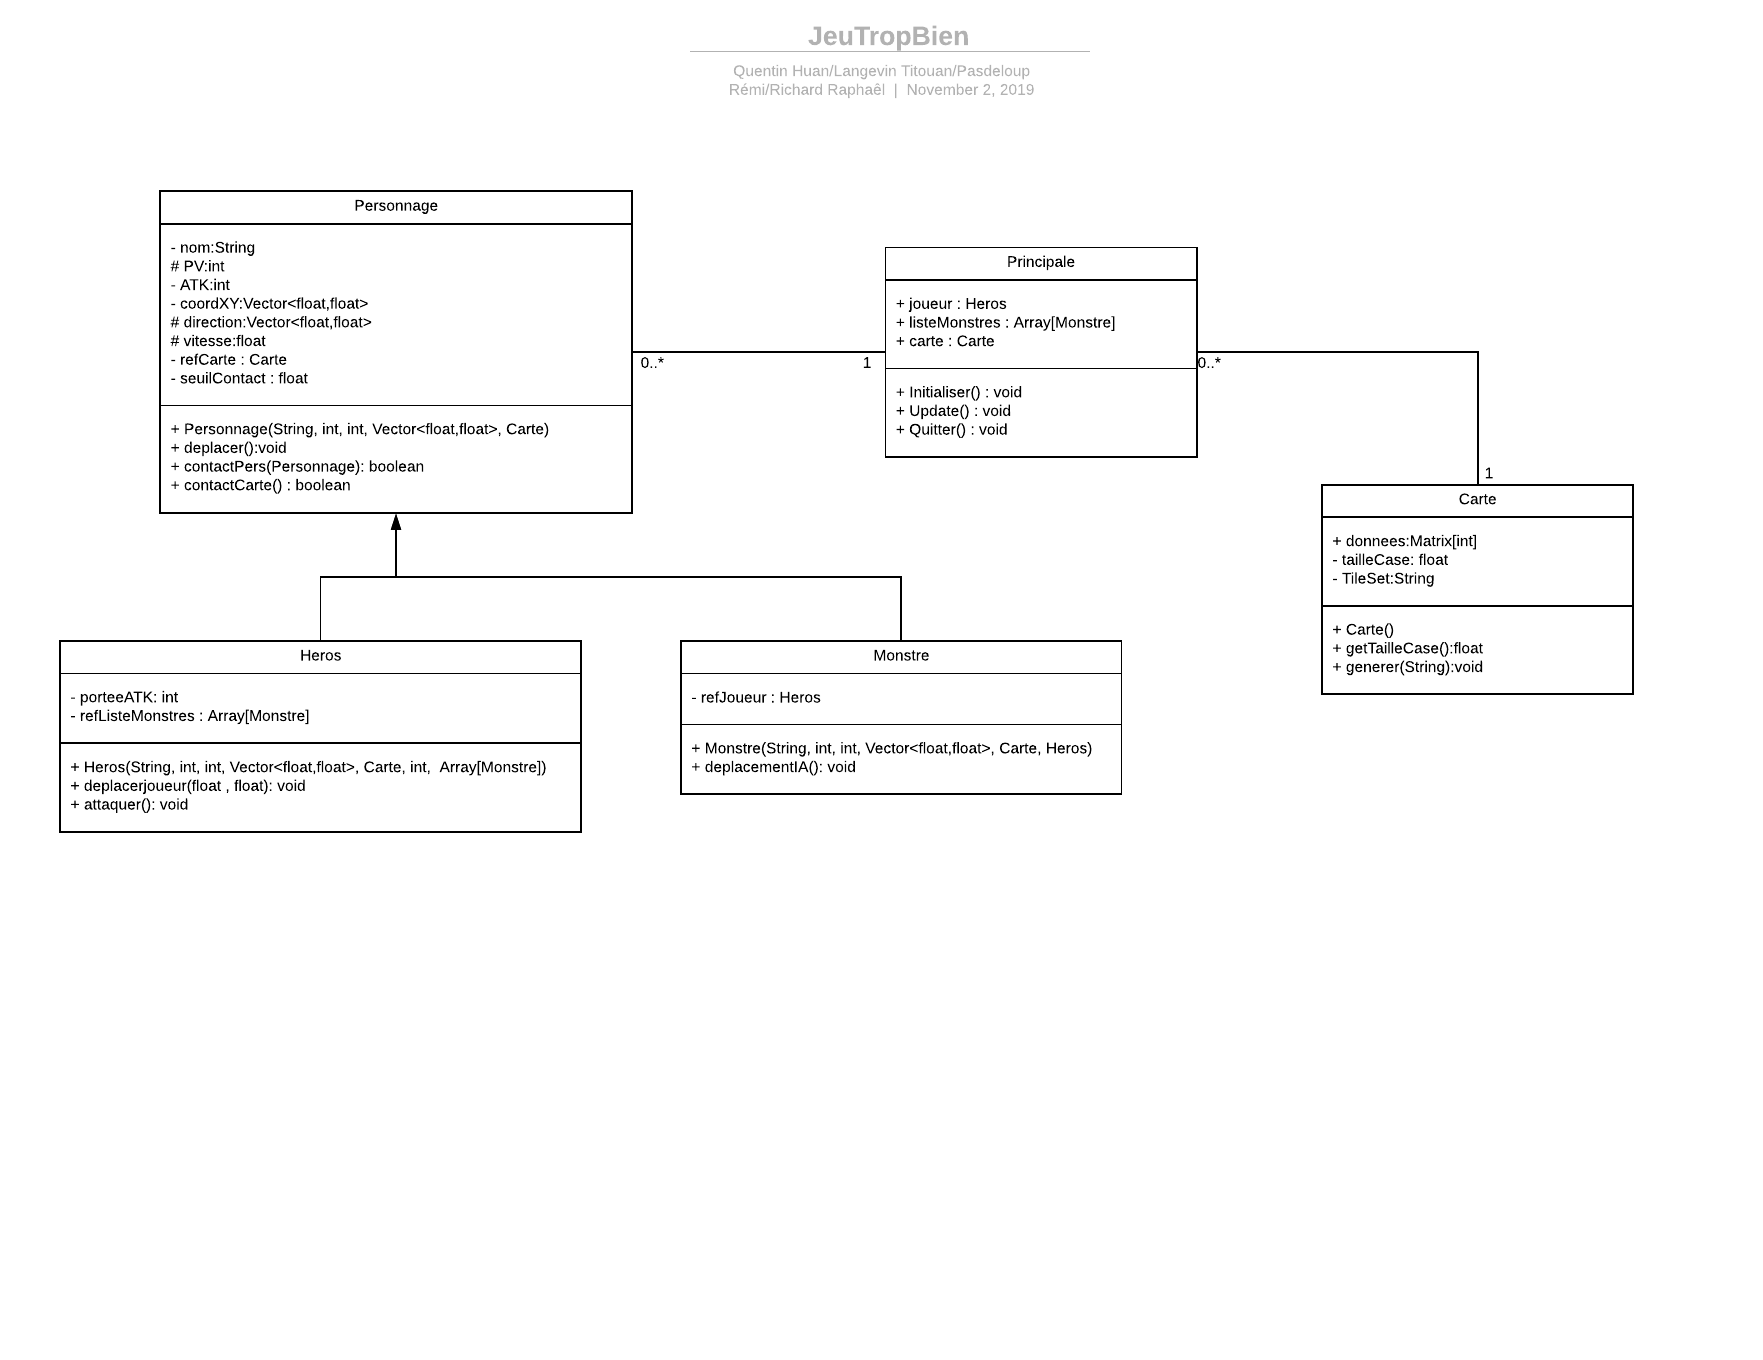 JeuTropBien
Quentin Huan/Langevin Titouan/Pasdeloup
Rémi/Richard Raphaêl | November 2, 2019
Personnage
- nom:String
# PV:int
- ATK:int
- coordXY:Vector<float,float>
# direction:Vector<float,float>
# vitesse:float
- refCarte : Carte
- seuilContact : float
+ Personnage(String, int, int, Vector<float,float>, Carte)
+ deplacer():void
+ contactPers(Personnage): boolean
+ contactCarte() : boolean
0..*
1
Principale
+ joueur : Heros
+ listeMonstres : Array[Monstre]
+ carte : Carte
+ Initialiser() : void
+ Update() : void
+ Quitter() : void
0..*
1
Carte
+ donnees:Matrix[int]
- tailleCase: float
- TileSet:String
+ Carte()
+ getTailleCase():float
+ generer(String):void
Heros
- porteeATK: int
- refListeMonstres : Array[Monstre]
+ Heros(String, int, int, Vector<float,float>, Carte, int, Array[Monstre])
+ deplacerjoueur(float , float): void
+ attaquer(): void
Monstre
- refJoueur : Heros
+ Monstre(String, int, int, Vector<float,float>, Carte, Heros)
+ deplacementIA(): void